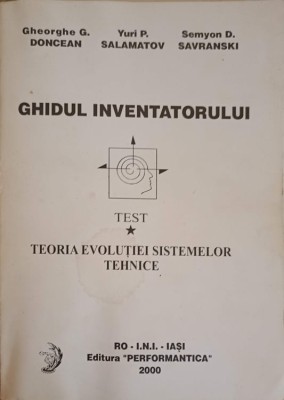 Gheorghe G. Yuri P. Semyon D.
DONCEAN SALAMATOV SAVRANSKI
GHIDUL INVENTATORULUI
TEST
★
TEORIA EVOLUȚIEI SISTEMELOR
TEHNICE
RO - I.N.I. - IAȘI
Editura "PERFORMANTICA"
2000